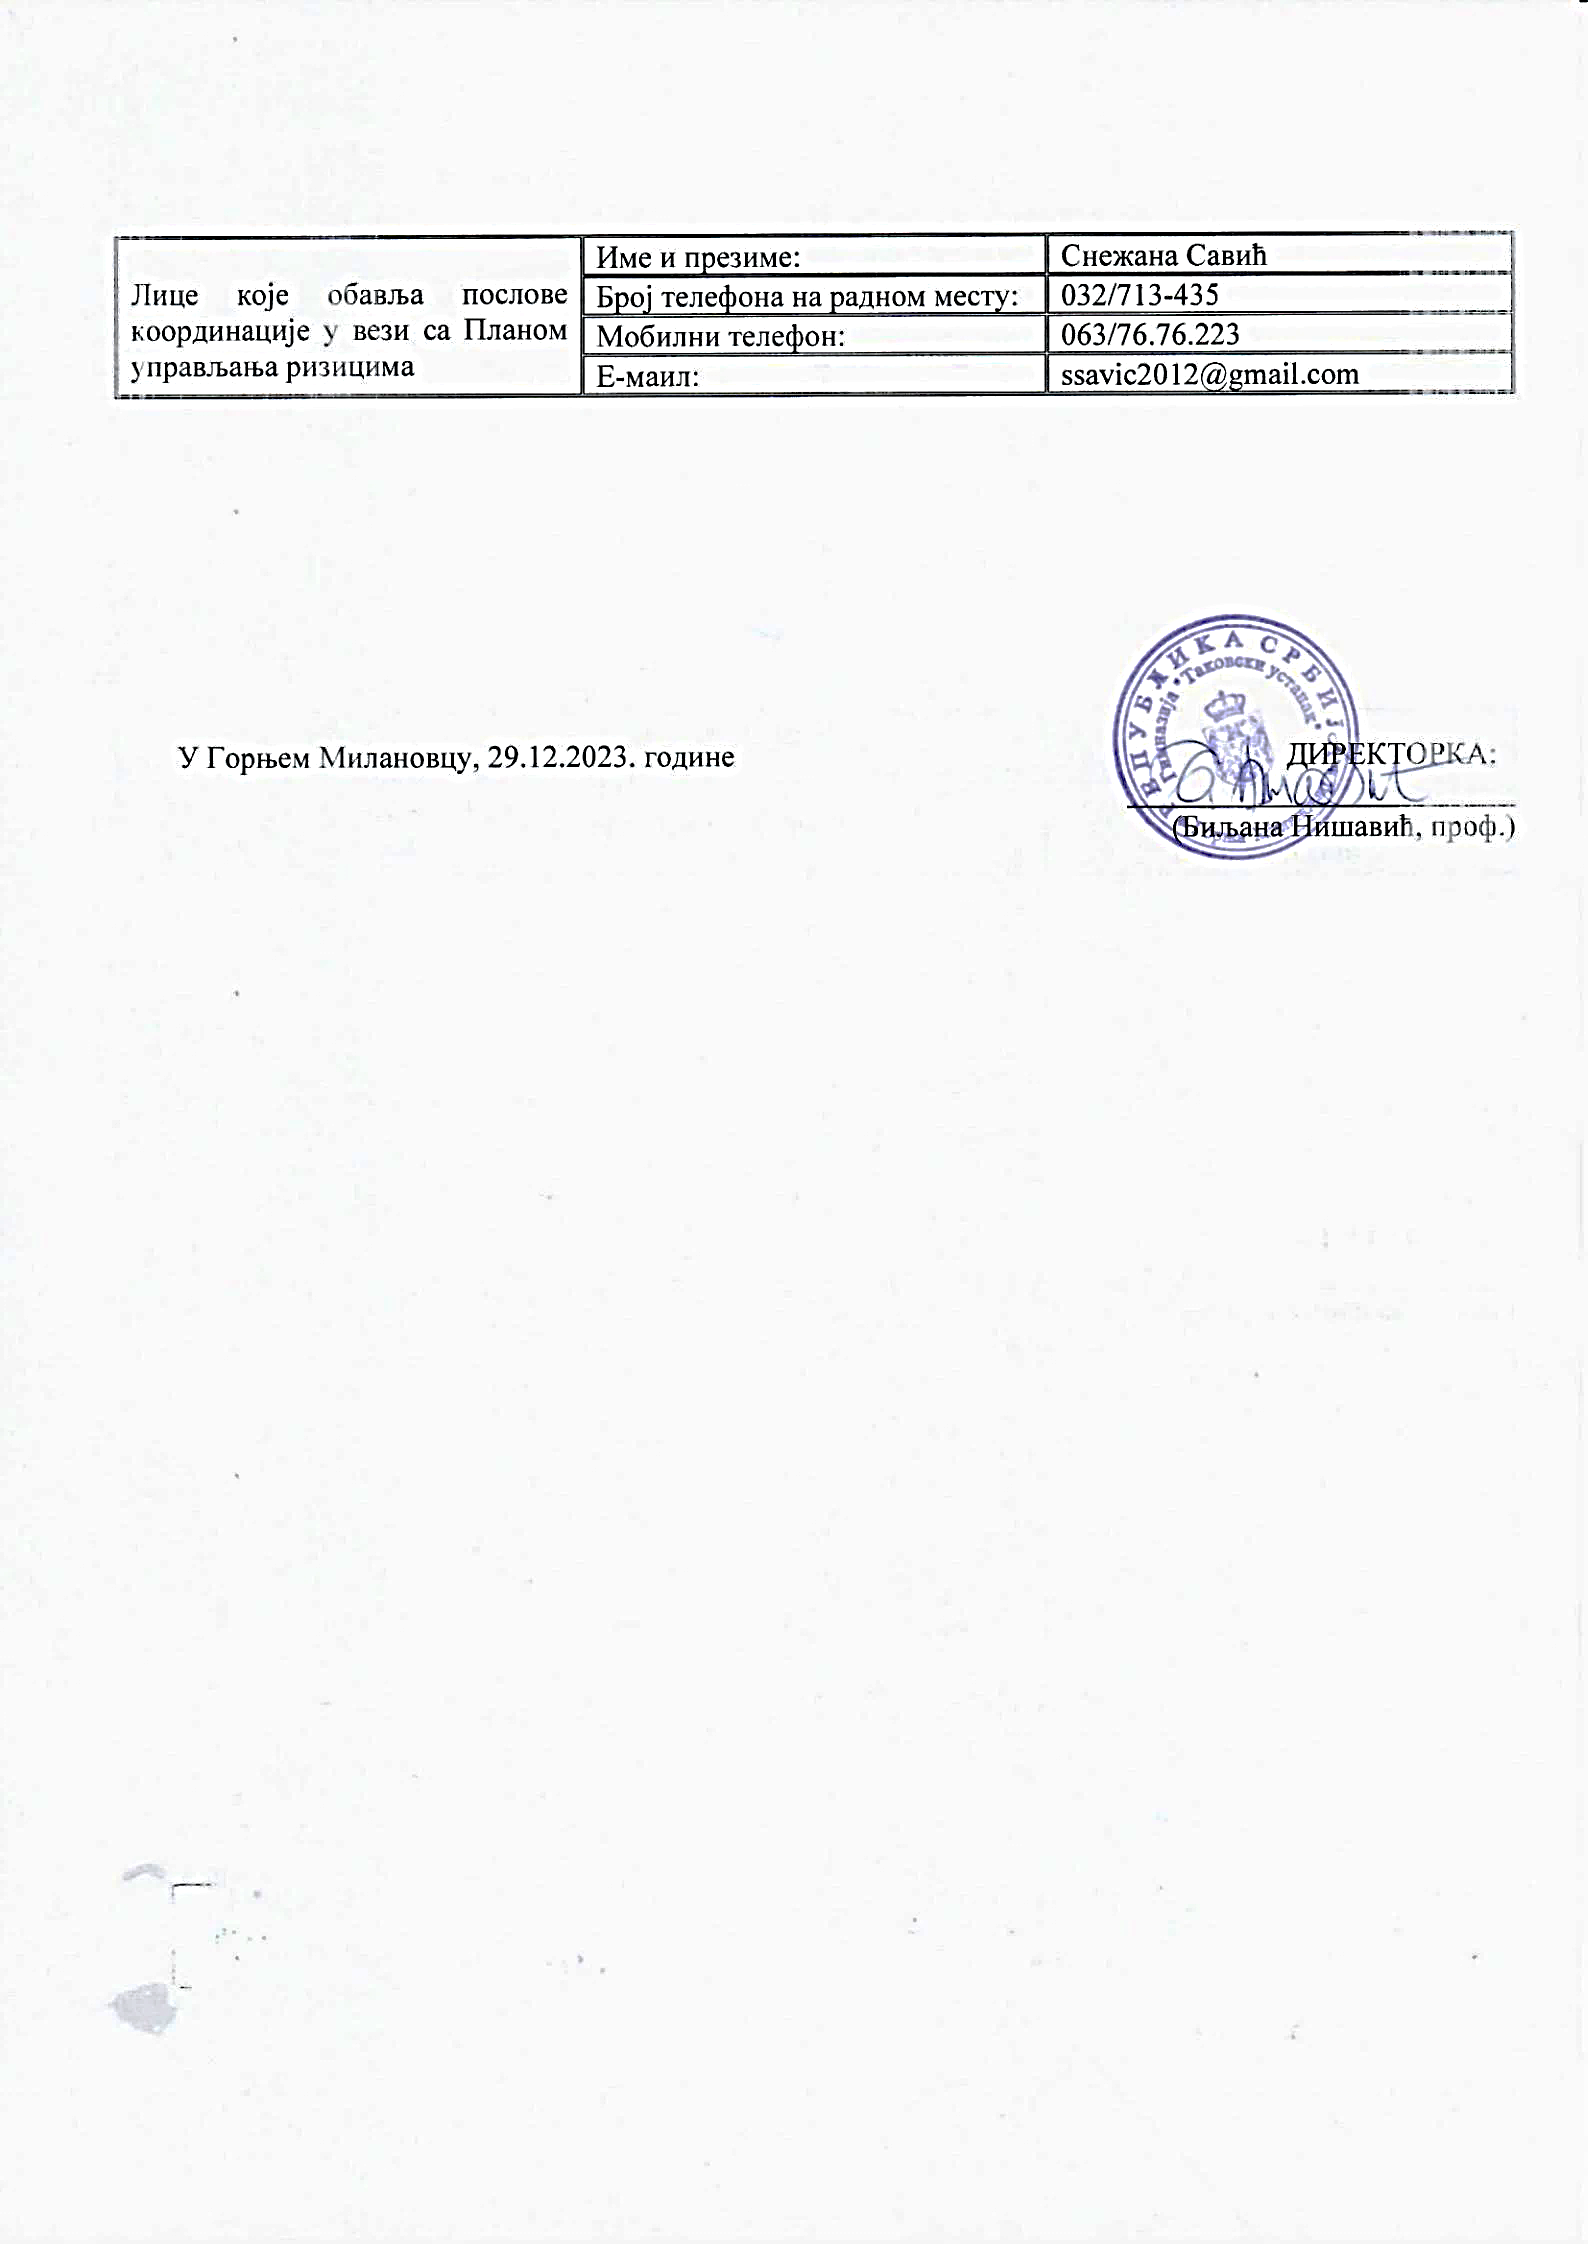 Лице које обавља послове
координације у вези са Планом
управљања ризицима
Име и презиме: Снежана Савић
Број телефона на радном месту: 032/713-435
Мобилни телефон: 063/76.76.223
Е-маил: ssavic2012@gmail.com
РЕПУБЛИКА СРБИЈА
Гимназија "Таковски устанак"
У Горњем Милановцу, 29.12.2023. године
ДИРЕКТОРКА:
(Биљана Нишавић, проф.)